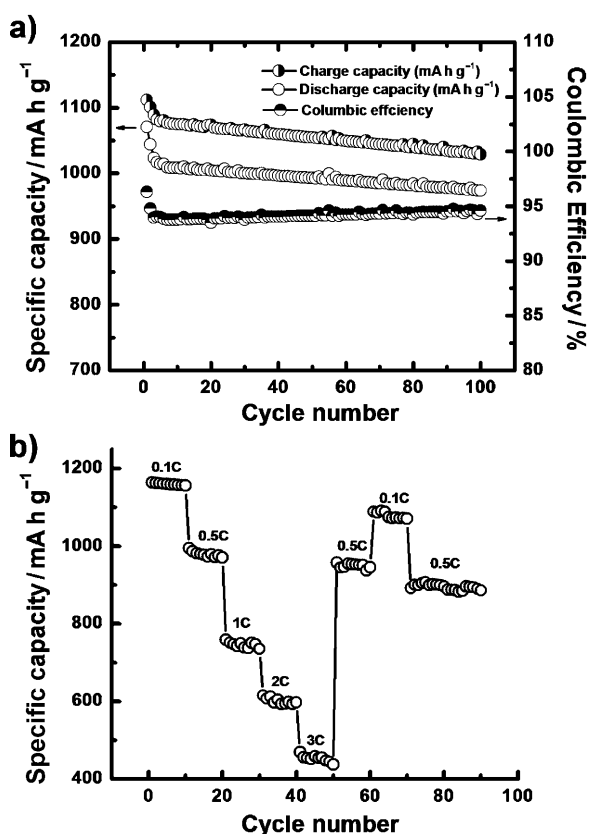 a)
1200
1100
1000
900
800
700
110
105
100
95
90
85
80
Charge capacity (mA h g⁻¹)
Discharge capacity (mA h g⁻¹)
Columbic effciency
Specific capacity / mA h g⁻¹
Coulombic Efficiency / %
0 20 40 60 80 100
Cycle number
b)
1200
1000
800
600
400
0.1C
0.5C
1C
2C
3C
0.5C
0.1C
0.5C
Specific capacity / mA h g⁻¹
0 20 40 60 80 100
Cycle number